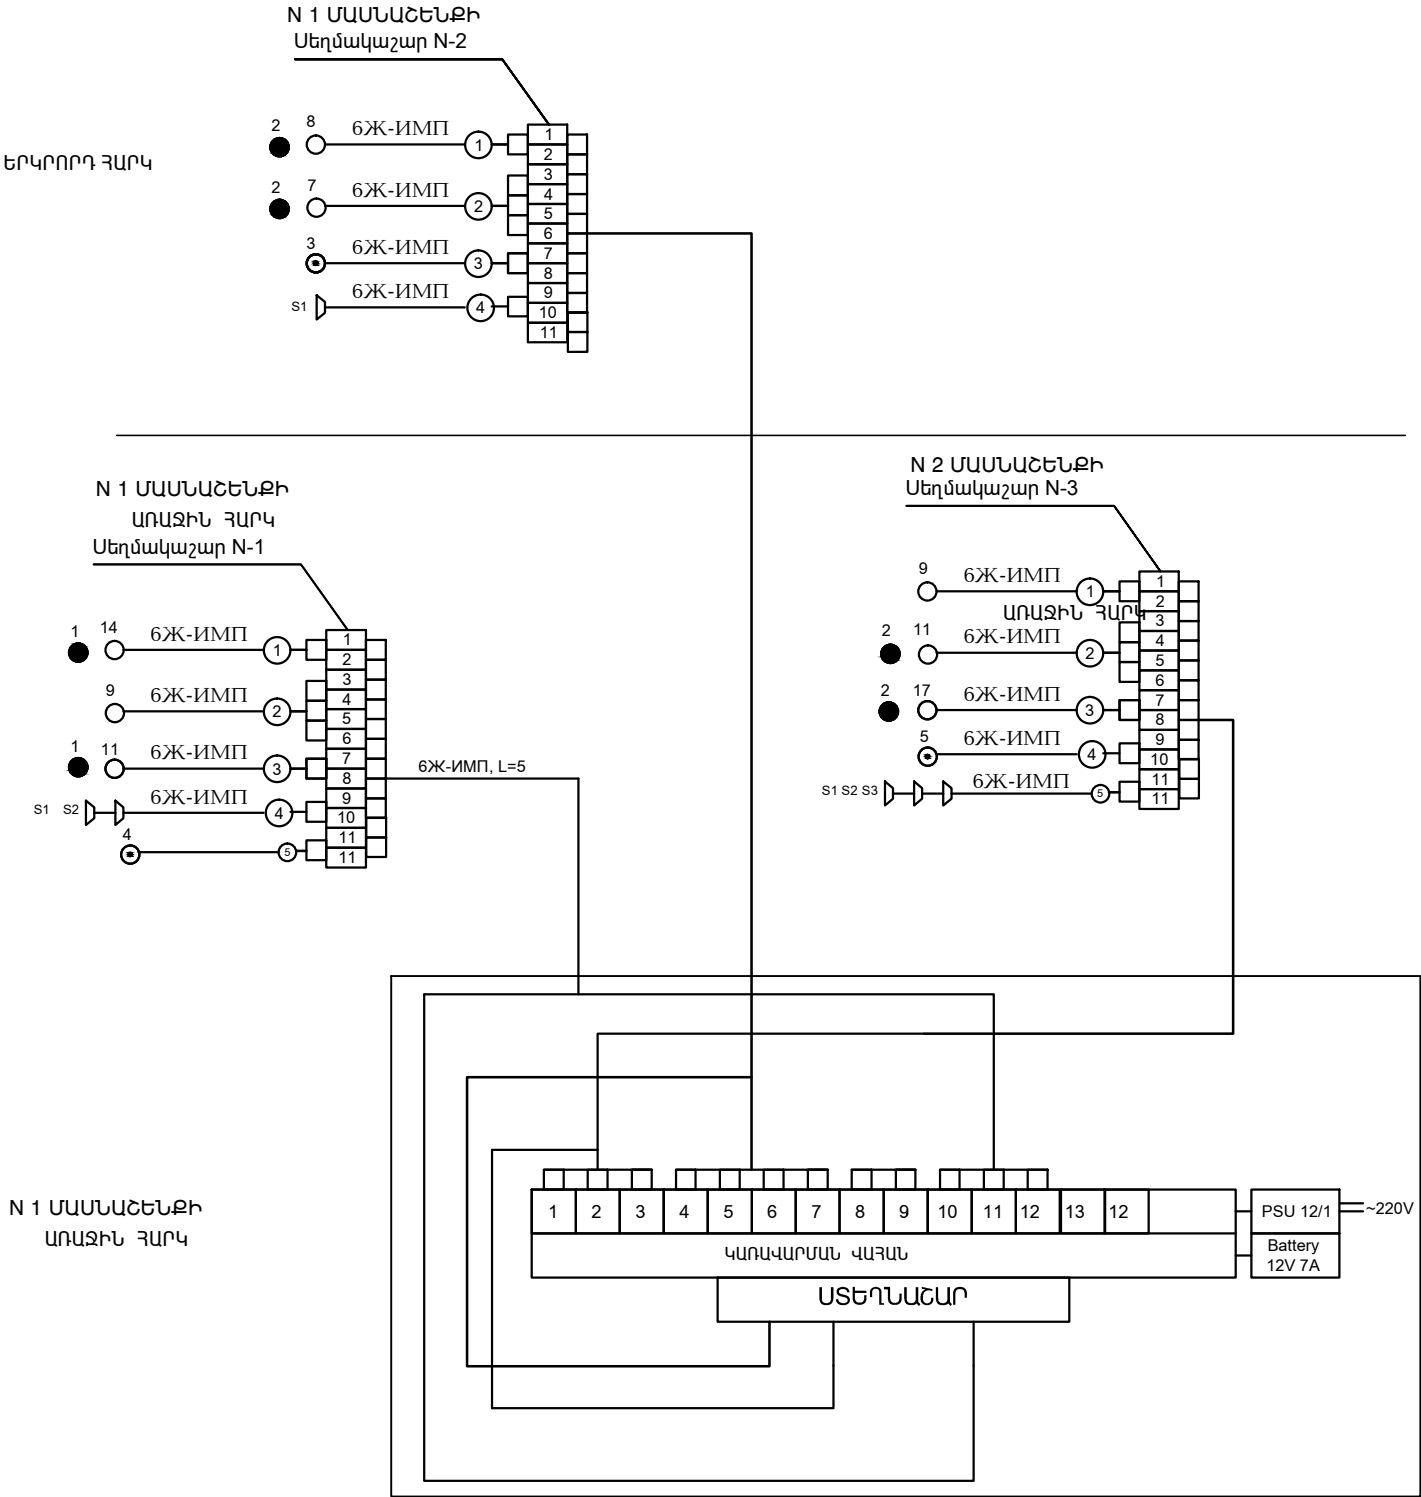 N 1 ՄԱՍՆԱՇԵՆՔԻ
Սեղմակաշար N-2
ԵՐԿՐՈՐԴ ՀԱՐԿ
2 8 6Ж-ИМП 1
2 7 6Ж-ИМП 2
3 6Ж-ИМП 3
S1 6Ж-ИМП 4
1
2
3
4
5
6
7
8
9
10
11
N 1 ՄԱՍՆԱՇԵՆՔԻ
ԱՌԱՋԻՆ ՀԱՐԿ
Սեղմակաշար N-1
1 14 6Ж-ИМП 1
9 6Ж-ИМП 2
1 11 6Ж-ИМП 3
S1 S2 6Ж-ИМП 4
4 5
1
2
3
4
5
6
7
8
9
10
11
11
6Ж-ИМП, L=5
N 2 ՄԱՍՆԱՇԵՆՔԻ
Սեղմակաշար N-3
9 6Ж-ИМП 1
ԱՌԱՋԻՆ ՀԱՐԿ
2 11 6Ж-ИМП 2
2 17 6Ж-ИМП 3
5 6Ж-ИМП 4
S1 S2 S3 6Ж-ИМП 5
1
2
3
4
5
6
7
8
9
10
11
11
N 1 ՄԱՍՆԱՇԵՆՔԻ
ԱՌԱՋԻՆ ՀԱՐԿ
1 2 3 4 5 6 7 8 9 10 11 12 13 12
PSU 12/1 ~220V
ԿԱՌԱՎԱՐՄԱՆ ՎԱՀԱՆ
Battery
12V 7A
ՍՏԵՂՆԱՇԱՐ